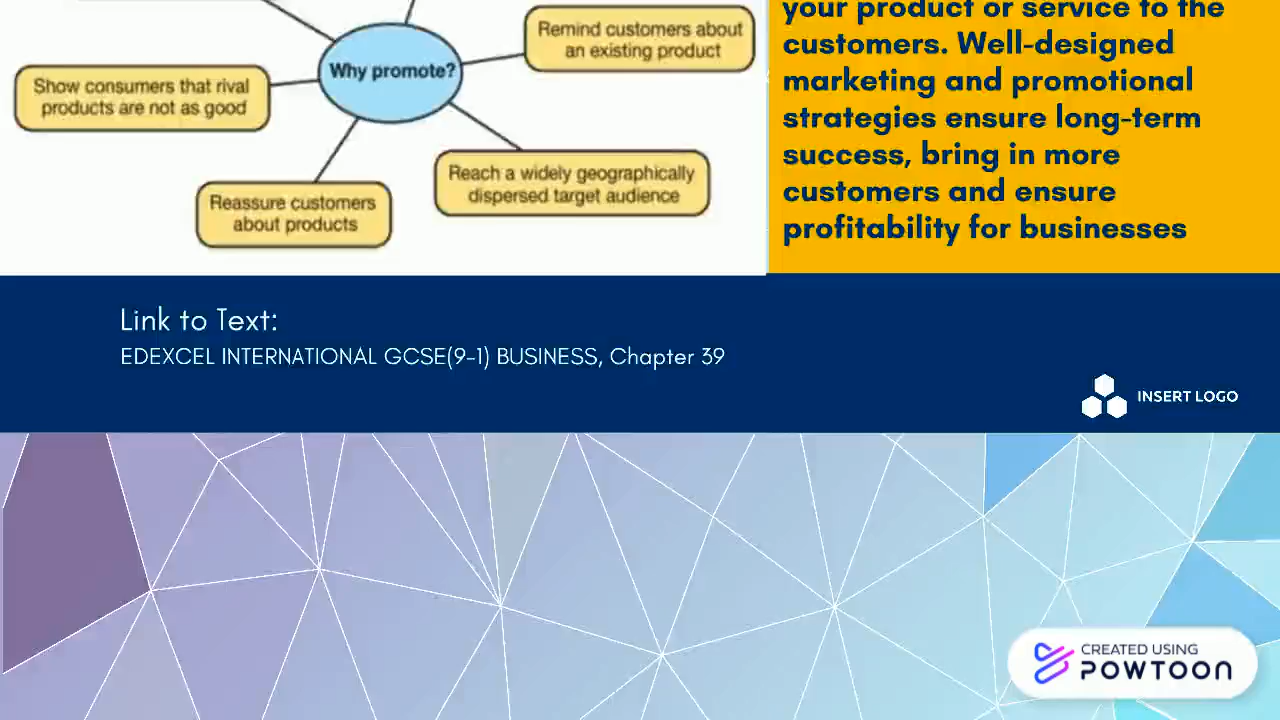 Why promote?
Remind customers about
an existing product
Show consumers that rival
products are not as good
Reach a widely geographically
dispersed target audience
Reassure customers
about products
your product or service to the
customers. Well-designed
marketing and promotional
strategies ensure long-term
success, bring in more
customers and ensure
profitability for businesses
Link to Text:
EDEXCEL INTERNATIONAL GCSE(9-1) BUSINESS, Chapter 39
INSERT LOGO
CREATED USING
POWTOON